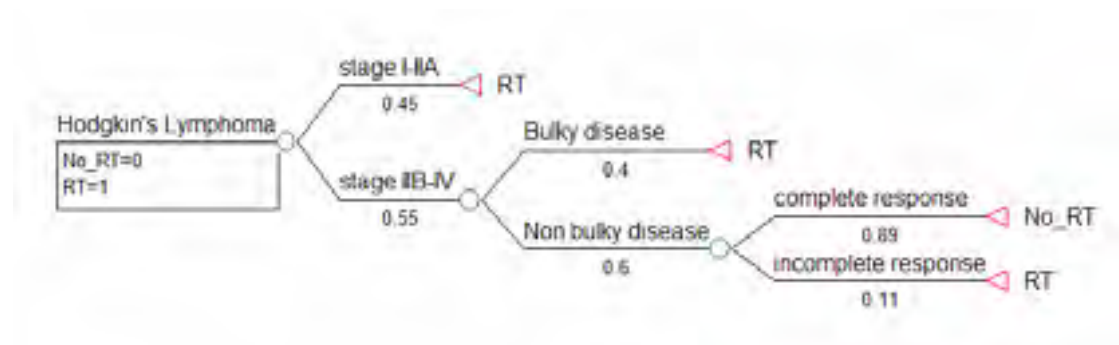 stage I-IIA
RT
0.45
Hodgkin's Lymphoma
No_RT=0
RT=1
Bulky disease
RT
0.4
stage IIB-IV
0.55
complete response
No_RT
0.89
Non bulky disease
0.6
incomplete response
RT
0.11